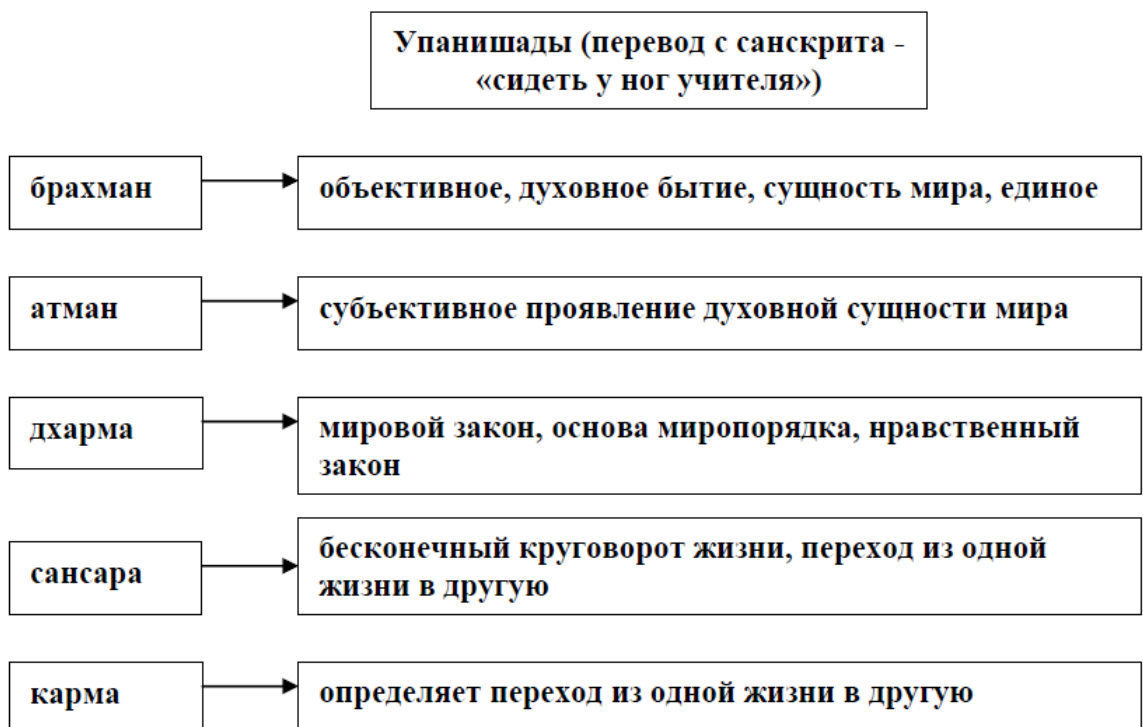 Упанишады (перевод с санскрита -
«сидеть у ног учителя»)
брахман
объективное, духовное бытие, сущность мира, единое
атман
субъективное проявление духовной сущности мира
дхарма
мировой закон, основа миропорядка, нравственный
закон
сансара
бесконечный круговорот жизни, переход из одной
жизни в другую
карма
определяет переход из одной жизни в другую